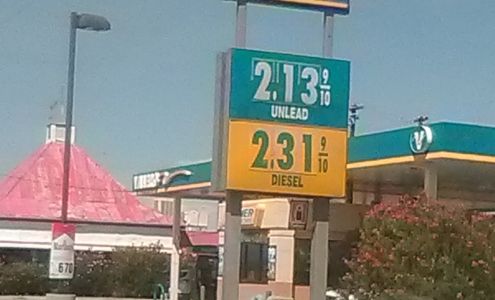 2.13 9/10
UNLEAD
2.31 9/10
DIESEL
V
670